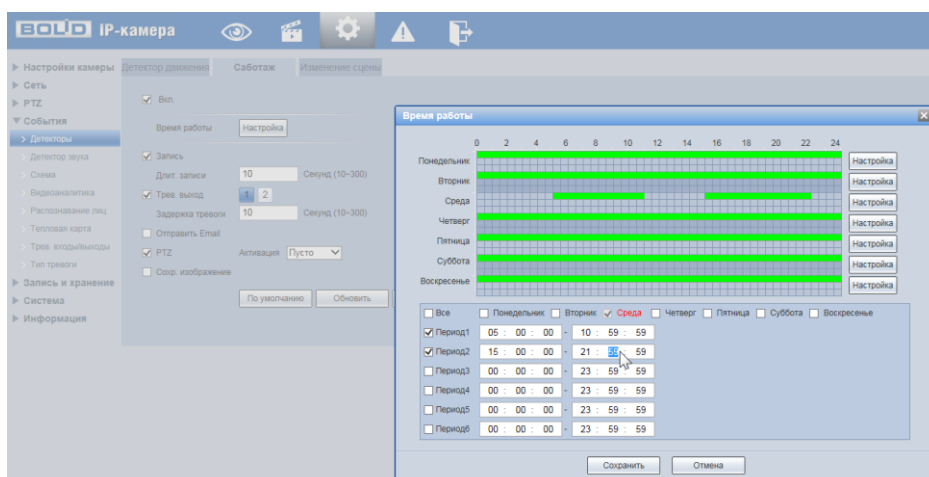 BOLID IP-камера
Настройки камеры
Сеть
PTZ
События
Детекторы
Детектор звука
Схема
Видеоаналитика
Распознавание лиц
Тепловая карта
Трев. входы/выходы
Тип тревоги
Запись и хранение
Система
Информация
Детектор движения Саботаж Изменение сцены
Вкл.
Время работы Настройка
Запись
Длит. записи 10 Секунд (10~300)
Трев. выход 1 2
Задержка тревоги 10 Секунд (10~300)
Отправить Email
PTZ Активация Пусто
Сохр. изображение
По умолчанию Обновить
Время работы
0 2 4 6 8 10 12 14 16 18 20 22 24
Понедельник Настройка
Вторник Настройка
Среда Настройка
Четверг Настройка
Пятница Настройка
Суббота Настройка
Воскресенье Настройка
Все Понедельник Вторник Среда Четверг Пятница Суббота Воскресенье
Период1 05 : 00 : 00 - 10 : 59 : 59
Период2 15 : 00 : 00 - 21 : 59 : 59
Период3 00 : 00 : 00 - 23 : 59 : 59
Период4 00 : 00 : 00 - 23 : 59 : 59
Период5 00 : 00 : 00 - 23 : 59 : 59
Период6 00 : 00 : 00 - 23 : 59 : 59
Сохранить Отмена